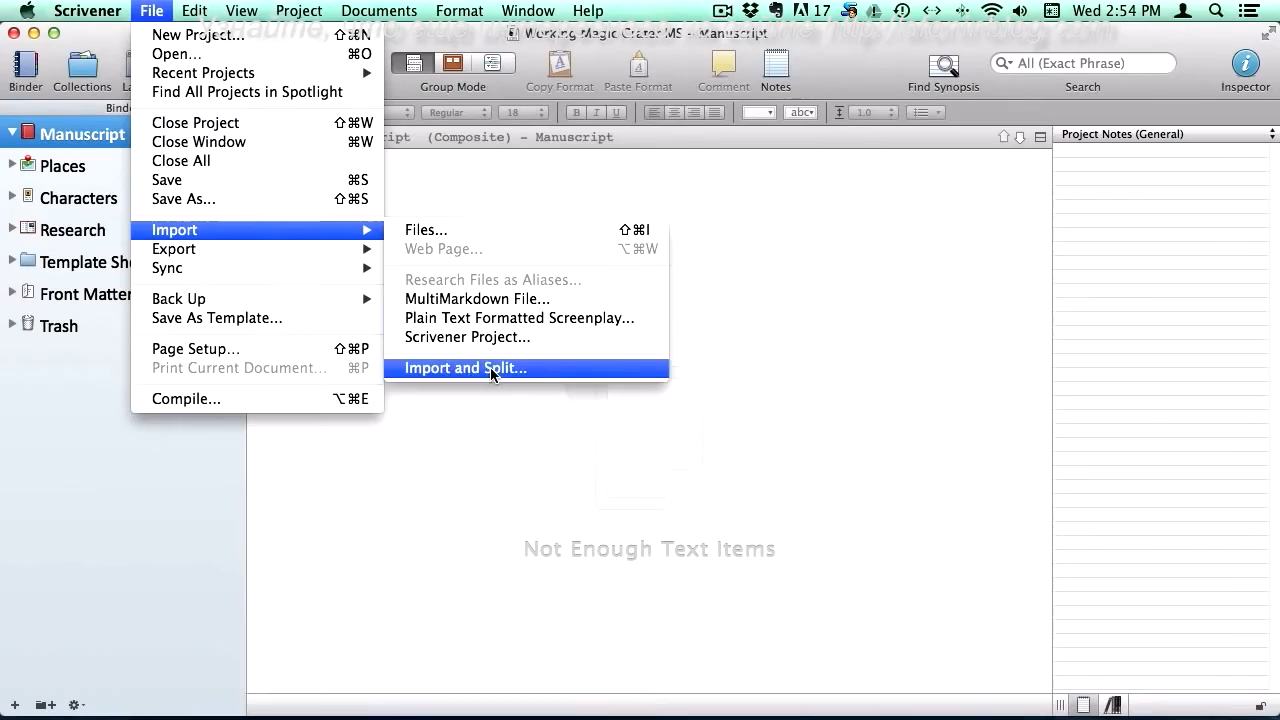 Scrivener File Edit View Project Documents Format Window Help 17 Wed 2:54 PM
Working Magic Crater MS - Manuscript
Binder Collections Group Mode Copy Format Paste Format Comment Notes Find Synopsis All (Exact Phrase) Search Inspector
Regular 18 B I U abc 1.0
(Composite) - Manuscript
Project Notes (General)
Manuscript
Places
Characters
Research
Template She
Front Matter
Trash
New Project... ⇧⌘N
Open... ⌘O
Recent Projects
Find All Projects in Spotlight
Close Project ⇧⌘W
Close Window ⌘W
Close All
Save ⌘S
Save As... ⇧⌘S
Import
Export
Sync
Back Up
Save As Template...
Page Setup... ⇧⌘P
Print Current Document... ⌘P
Compile... ⌥⌘E
Files... ⇧⌘I
Web Page... ⌥⌘W
Research Files as Aliases...
MultiMarkdown File...
Plain Text Formatted Screenplay...
Scrivener Project...
Import and Split...
Not Enough Text Items